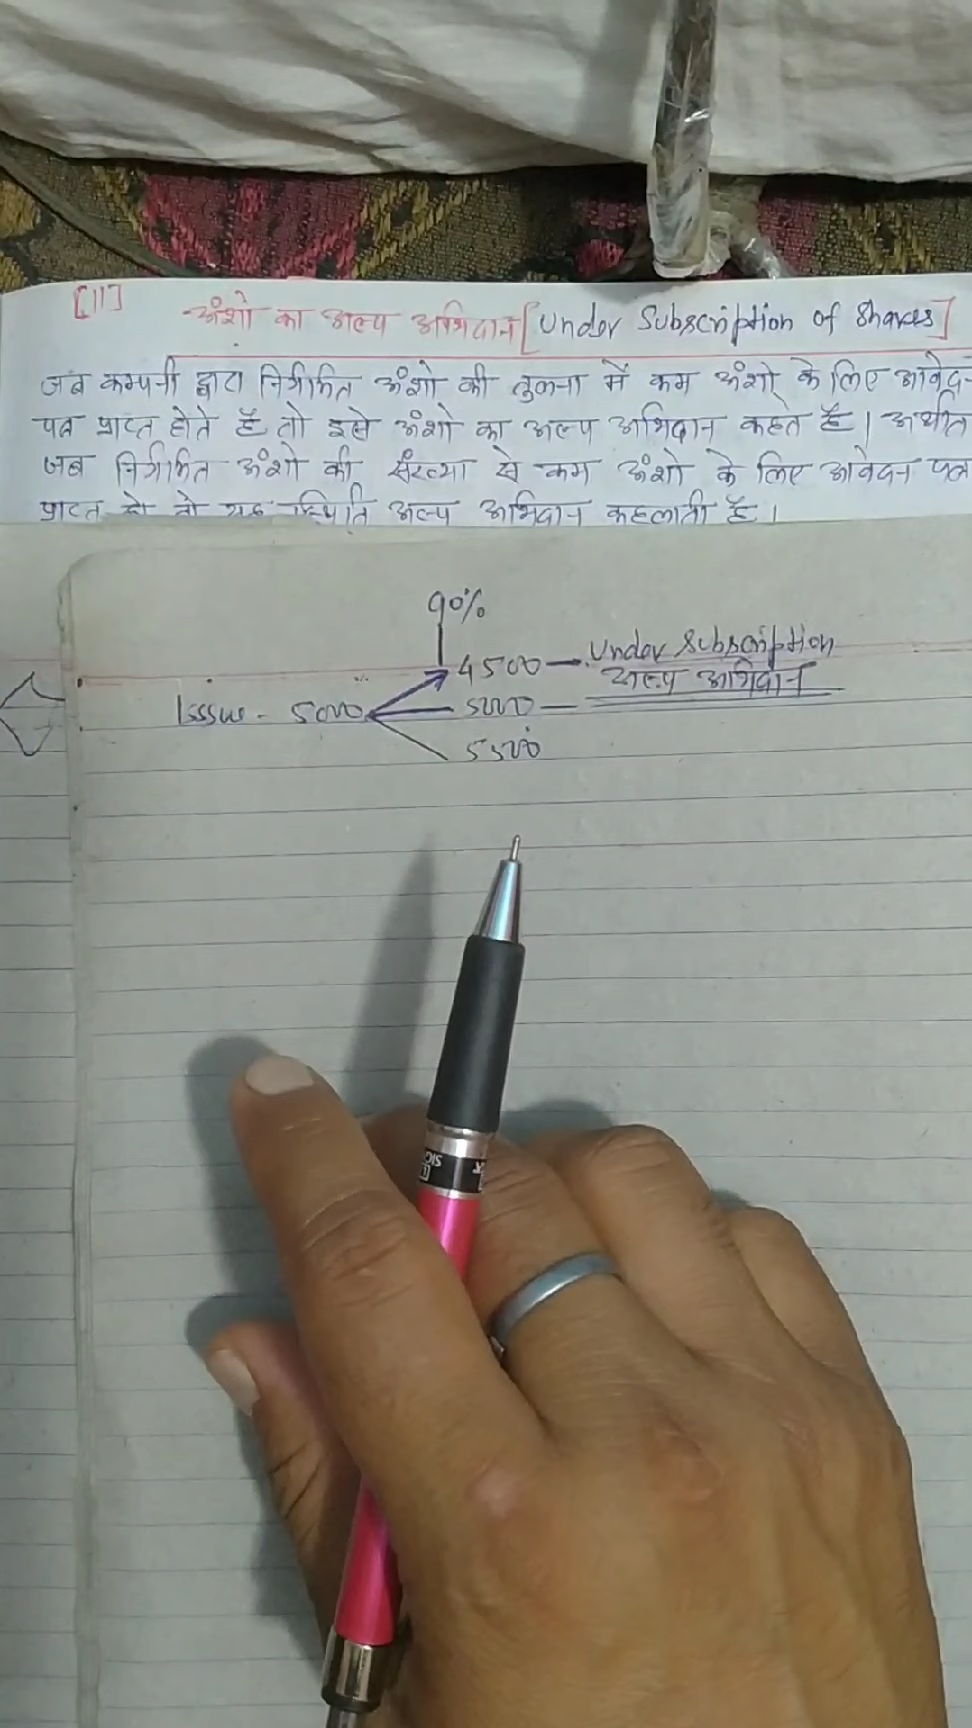 [11] अंशो का अल्प अभिदान [Under Subscription of Shares]
जब कम्पनी द्वारा निर्गमित अंशो की तुलना में कम अंशो के लिए आवेदन
पत्र प्राप्त होते हैं तो इसे अंशो का अल्प अभिदान कहते हैं। अर्थात
जब निर्गमित अंशो की संख्या से कम अंशो के लिए आवेदन पत्र
प्राप्त हो तो यह स्थिति अल्प अभिदान कहलाती है।
90%
4500 Under Subscription
अल्प अभिदान
Isssue - 5000 5000
5500